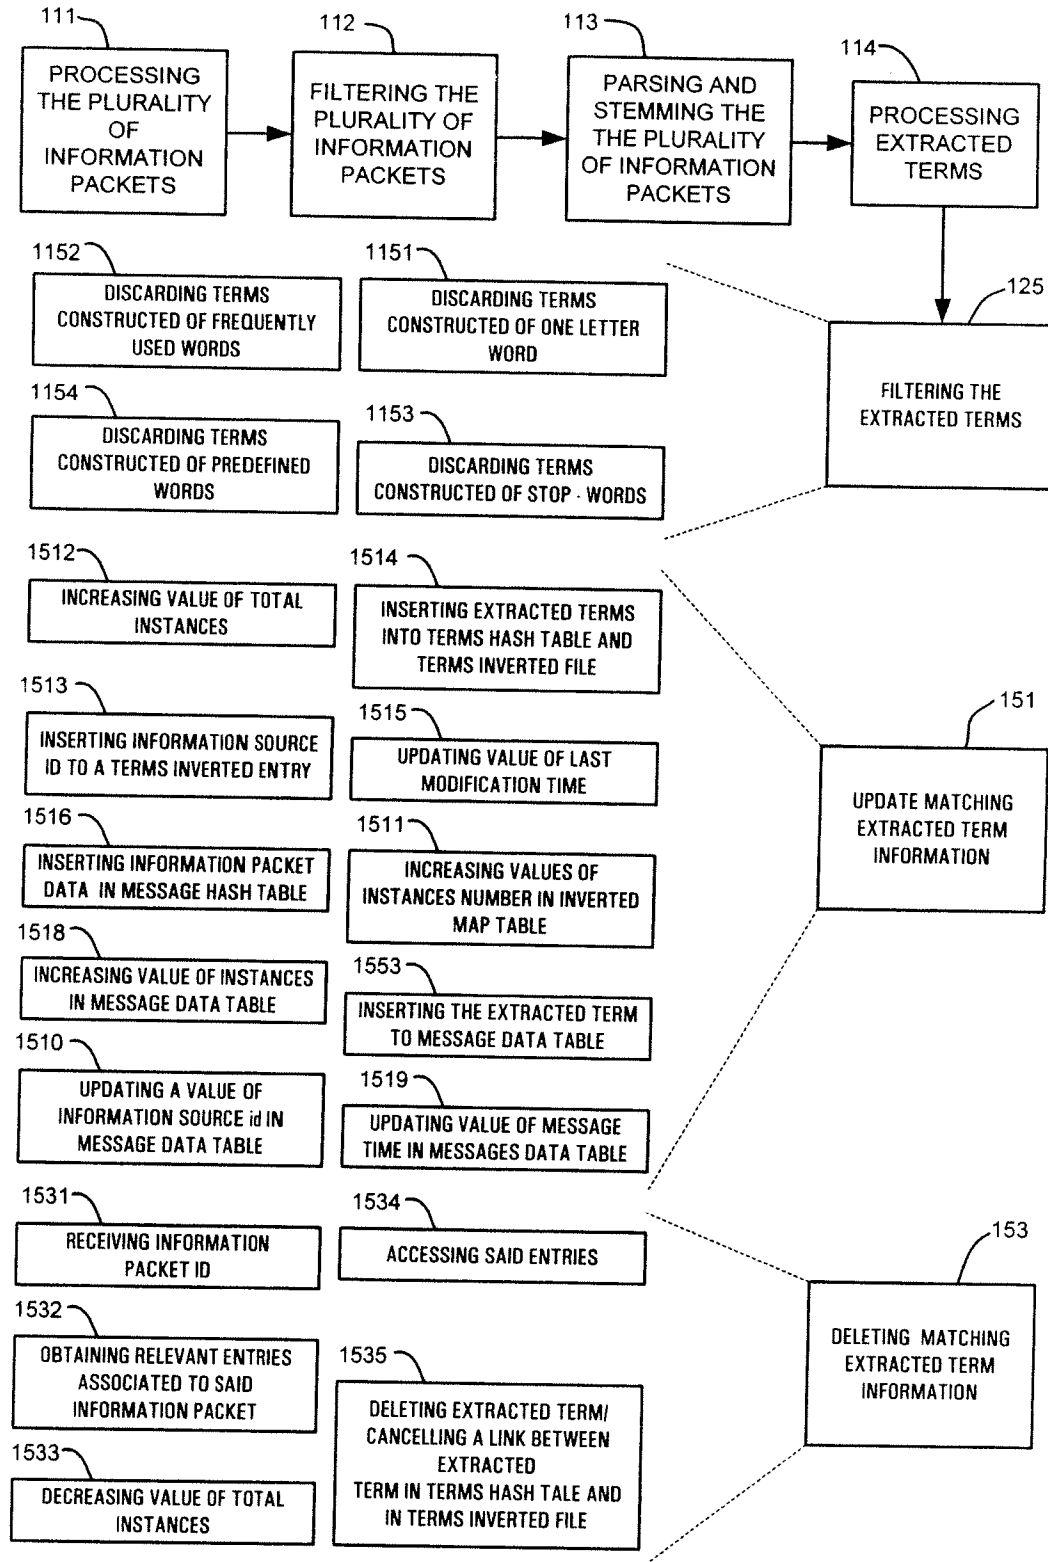 111
PROCESSING
THE PLURALITY
OF
INFORMATION
PACKETS
112
FILTERING THE
PLURALITY OF
INFORMATION
PACKETS
113
PARSING AND
STEMMING THE
THE PLURALITY
OF INFORMATION
PACKETS
114
PROCESSING
EXTRACTED
TERMS
1152
DISCARDING TERMS
CONSTRUCTED OF FREQUENTLY
USED WORDS
1151
DISCARDING TERMS
CONSTRUCTED OF ONE LETTER
WORD
125
FILTERING THE
EXTRACTED TERMS
1154
DISCARDING TERMS
CONSTRUCTED OF PREDEFINED
WORDS
1153
DISCARDING TERMS
CONSTRUCTED OF STOP - WORDS
1512
INCREASING VALUE OF TOTAL
INSTANCES
1514
INSERTING EXTRACTED TERMS
INTO TERMS HASH TABLE AND
TERMS INVERTED FILE
1513
INSERTING INFORMATION SOURCE
ID TO A TERMS INVERTED ENTRY
1515
UPDATING VALUE OF LAST
MODIFICATION TIME
151
UPDATE MATCHING
EXTRACTED TERM
INFORMATION
1516
INSERTING INFORMATION PACKET
DATA IN MESSAGE HASH TABLE
1511
INCREASING VALUES OF
INSTANCES NUMBER IN INVERTED
MAP TABLE
1518
INCREASING VALUE OF INSTANCES
IN MESSAGE DATA TABLE
1553
INSERTING THE EXTRACTED TERM
TO MESSAGE DATA TABLE
1510
UPDATING A VALUE OF
INFORMATION SOURCE id IN
MESSAGE DATA TABLE
1519
UPDATING VALUE OF MESSAGE
TIME IN MESSAGES DATA TABLE
1531
RECEIVING INFORMATION
PACKET ID
1534
ACCESSING SAID ENTRIES
153
DELETING MATCHING
EXTRACTED TERM
INFORMATION
1532
OBTAINING RELEVANT ENTRIES
ASSOCIATED TO SAID
INFORMATION PACKET
1535
DELETING EXTRACTED TERM/
CANCELLING A LINK BETWEEN
EXTRACTED
TERM IN TERMS HASH TALE AND
IN TERMS INVERTED FILE
1533
DECREASING VALUE OF TOTAL
INSTANCES